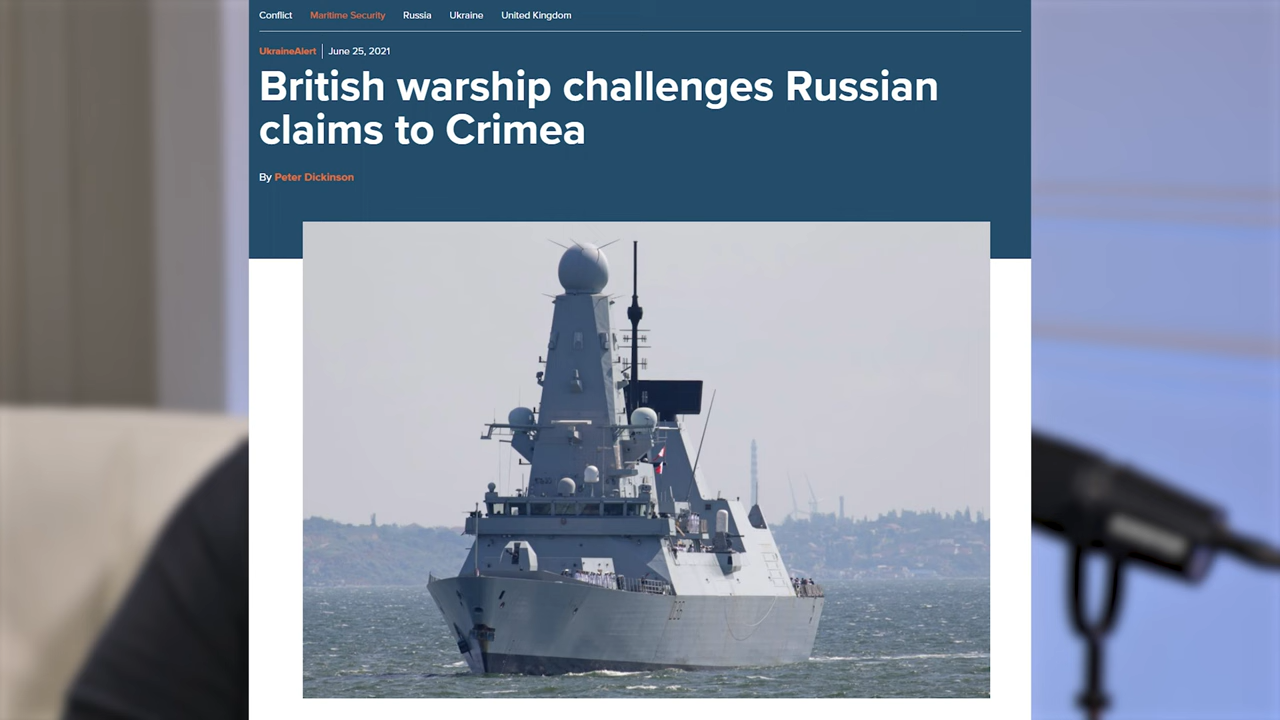 Conflict Maritime Security Russia Ukraine United Kingdom
UkraineAlert | June 25, 2021
British warship challenges Russian
claims to Crimea
By Peter Dickinson